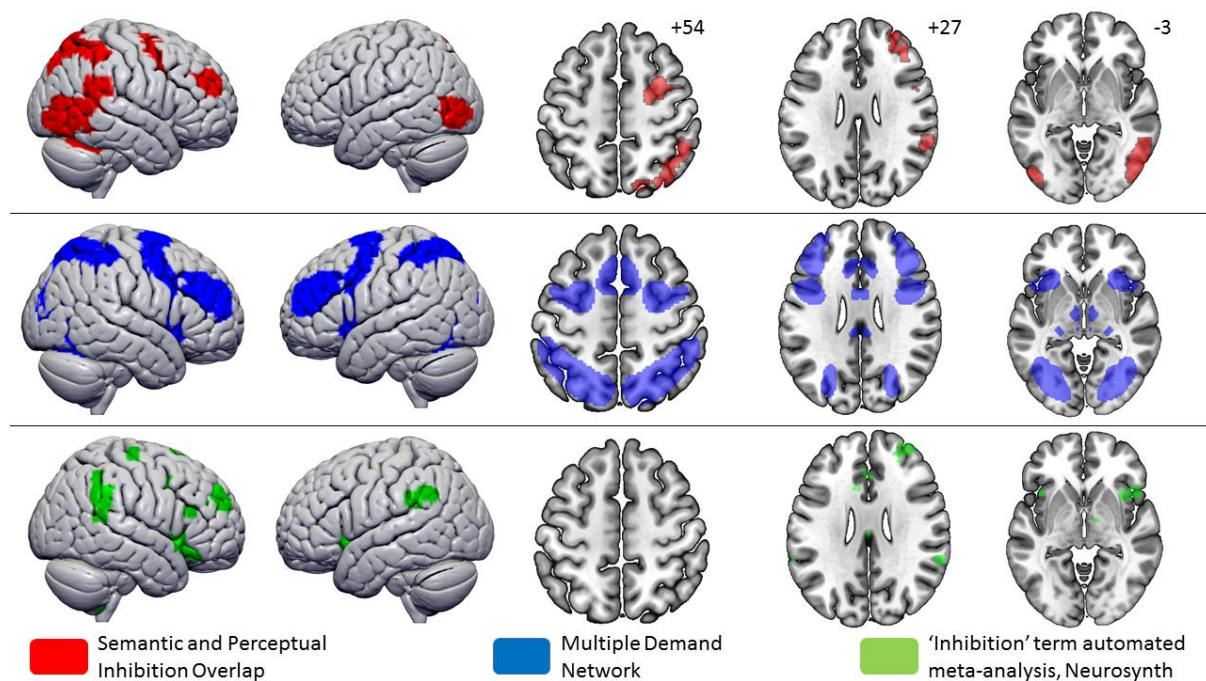 +54
+27
-3
Semantic and Perceptual
Inhibition Overlap
Multiple Demand
Network
‘Inhibition’ term automated
meta-analysis, Neurosynth